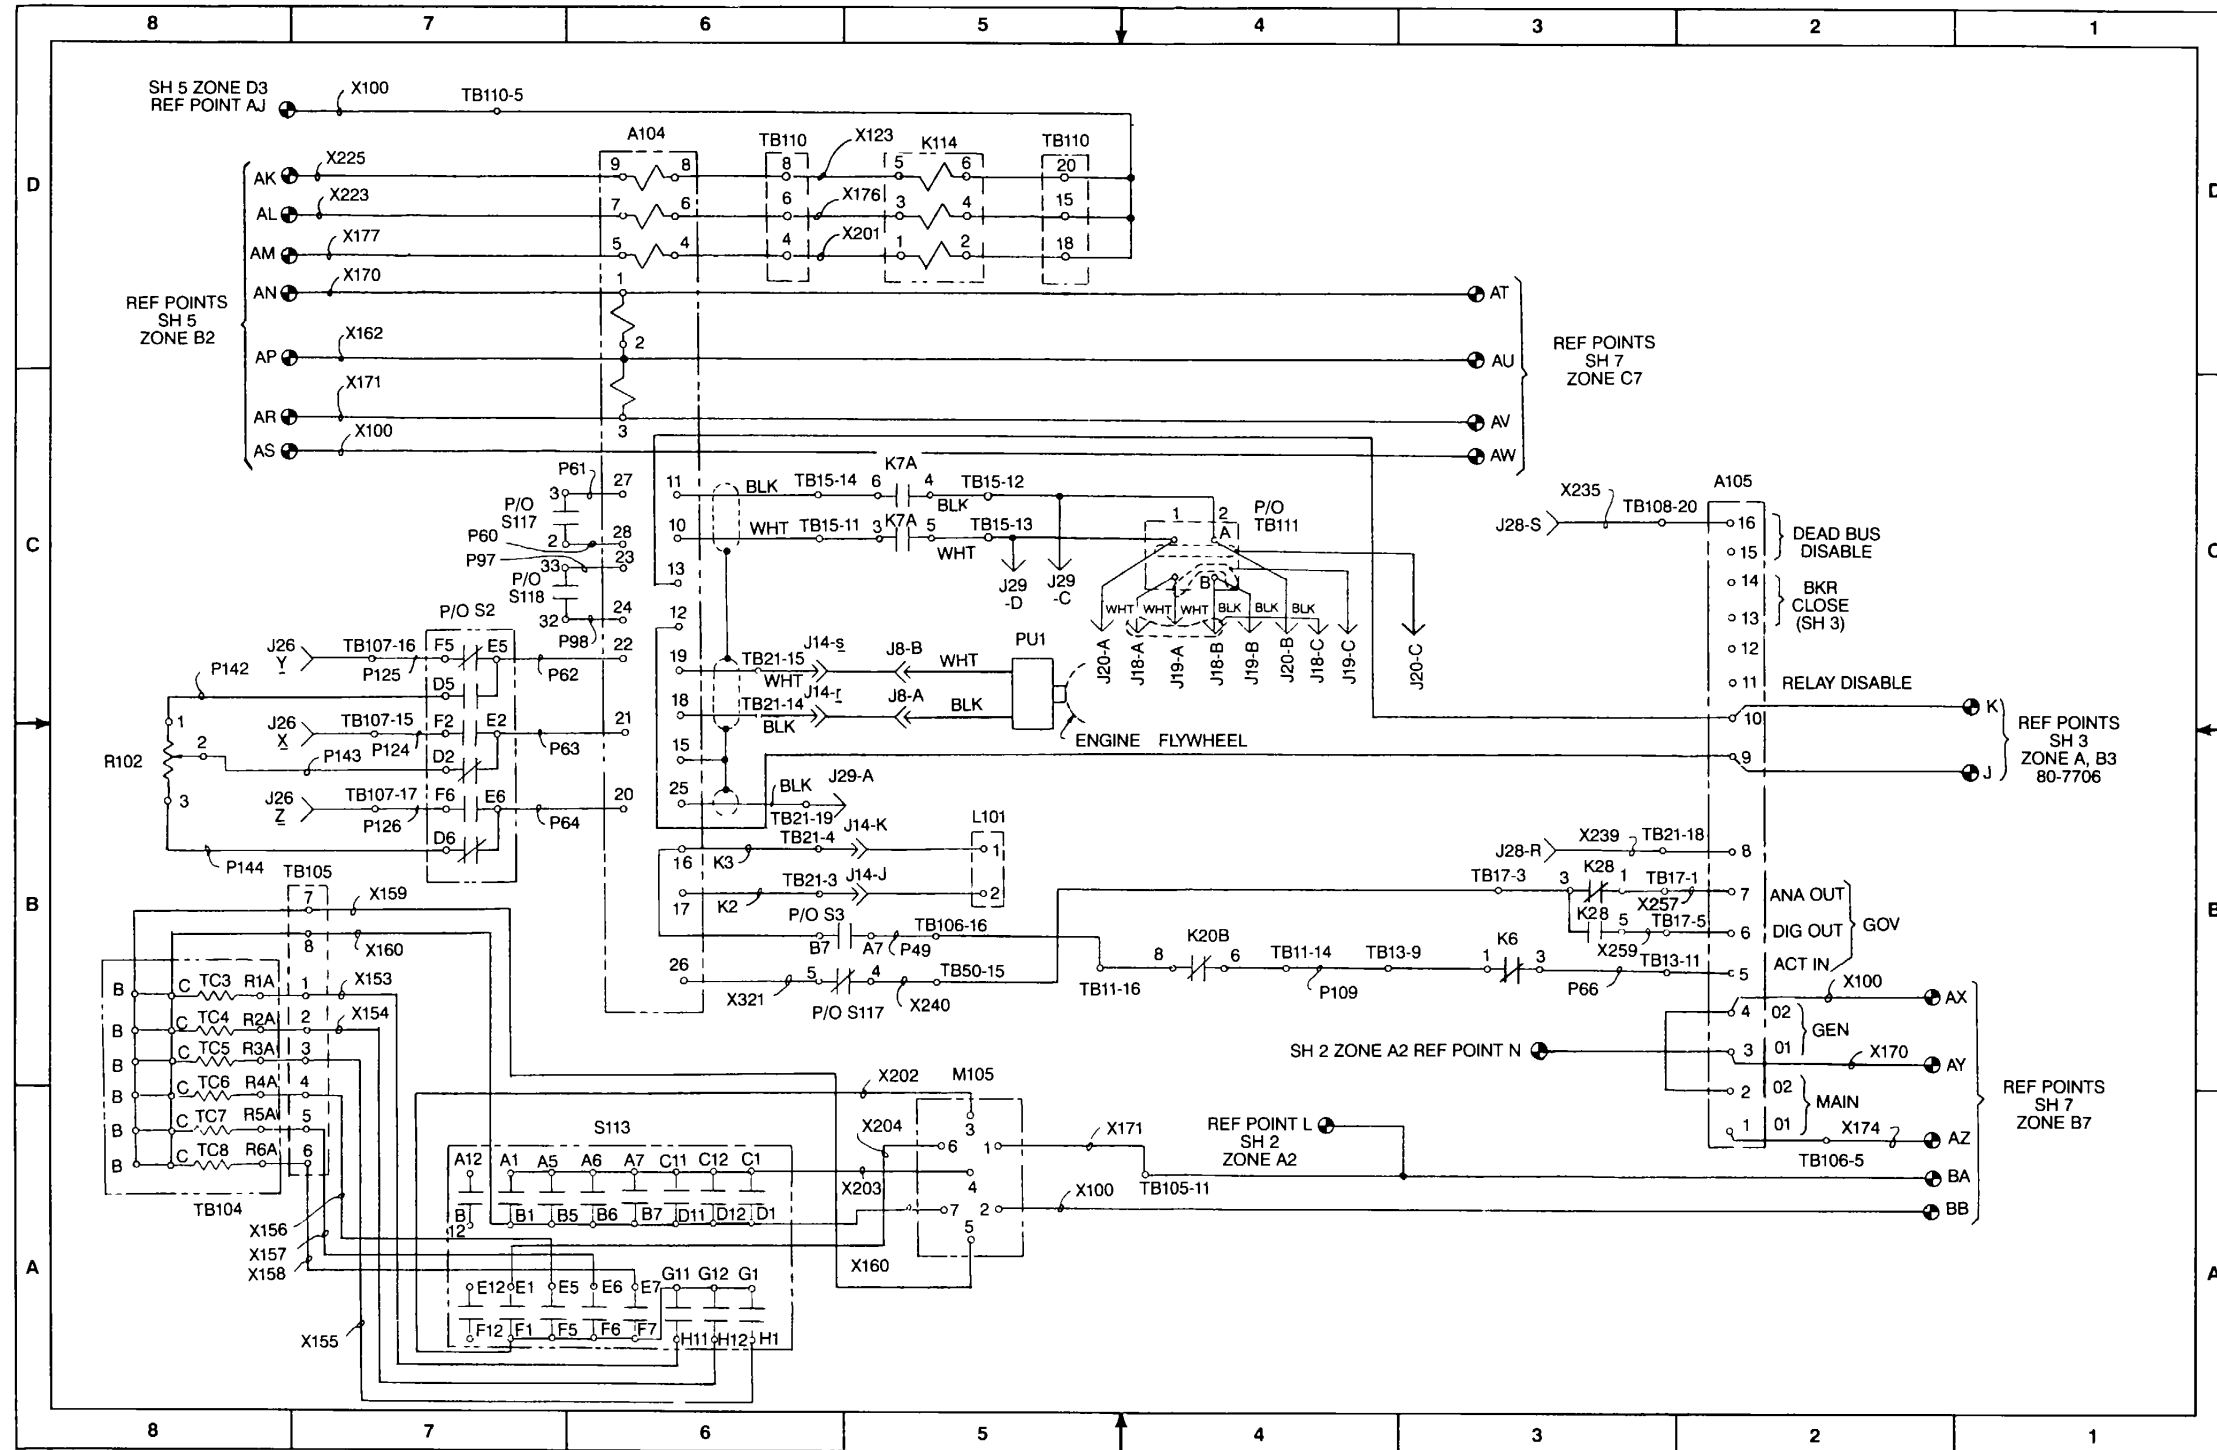 8 7 6 5 4 3 2 1
SH 5 ZONE D3
REF POINT AJ
X100
TB110-5
A104
TB110
X123
K114
TB110
D
D
AK
X225
9
8
8
5
6
20
AL
X223
7
6
6
X176
3
4
15
AM
X177
5
4
4
X201
1
2
18
AN
X170
1
AT
REF POINTS
SH 5
ZONE B2
AP
X162
2
AU
REF POINTS
SH 7
ZONE C7
AR
X171
3
AV
AS
X100
AW
P61
3
27
P/O
S117
P60
2
28
P97
33
23
P/O
S118
32
24
P98
11
BLK
TB15-14
6
K7A
4
BLK
TB15-12
10
WHT
TB15-11
3
K7A
5
WHT
TB15-13
13
12
J29
-D
J29
-C
1
2
P/O
TB111
A
B
WHT
WHT
WHT
BLK
BLK
BLK
J20-A
J18-A
J19-A
J18-B
J19-B
J20-B
J18-C
J19-C
J20-C
X235
TB108-20
J28-S
A105
16
15
DEAD BUS
DISABLE
14
13
BKR
CLOSE
(SH 3)
12
11
RELAY DISABLE
10
K
9
J
REF POINTS
SH 3
ZONE A, B3
80-7706
C
C
P/O S2
J26
Y
TB107-16
P125
F5
E5
P62
22
P142
D5
J26
X
TB107-15
P124
F2
E2
P63
21
R102
1
2
3
P143
D2
J26
Z
TB107-17
P126
F6
E6
P64
20
P144
D6
19
TB21-15
WHT
J14-s
J8-B
WHT
PU1
18
TB21-14
BLK
J14-r
J8-A
BLK
ENGINE FLYWHEEL
15
25
BLK
TB21-19
J29-A
16
K3
TB21-4
J14-K
L101
1
17
K2
TB21-3
J14-J
2
P/O S3
B7
A7
P49
TB106-16
26
X321
5
4
P/O S117
X240
TB50-15
TB11-16
8
K20B
6
TB11-14
P109
TB13-9
1
K6
3
P66
TB13-11
5
ACT IN
J28-R
X239
TB21-18
8
TB17-3
3
K28
1
TB17-1
X257
7
ANA OUT
K28
5
TB17-5
X259
6
DIG OUT
GOV
B
B
X100
AX
4
02
GEN
SH 2 ZONE A2 REF POINT N
3
01
X170
AY
2
02
MAIN
1
01
X174
AZ
TB106-5
REF POINTS
SH 7
ZONE B7
BA
BB
TB105
7
X159
8
X160
B
C
TC3
R1A
1
X153
B
C
TC4
R2A
2
X154
B
C
TC5
R3A
3
B
C
TC6
R4A
4
B
C
TC7
R5A
5
B
C
TC8
R6A
6
TB104
X156
X157
X158
X155
X202
M105
X204
3
6
1
X171
REF POINT L
SH 2
ZONE A2
4
X203
TB105-11
7
2
X100
5
X160
S113
A12 A1 A5 A6 A7 C11 C12 C1
B
12
B1 B5 B6 B7 D11 D12 D1
E12 E1 E5 E6 E7 G11 G12 G1
F12 F1 F5 F6 F7 H11 H12 H1
A
A
8 7 6 5 4 3 2 1